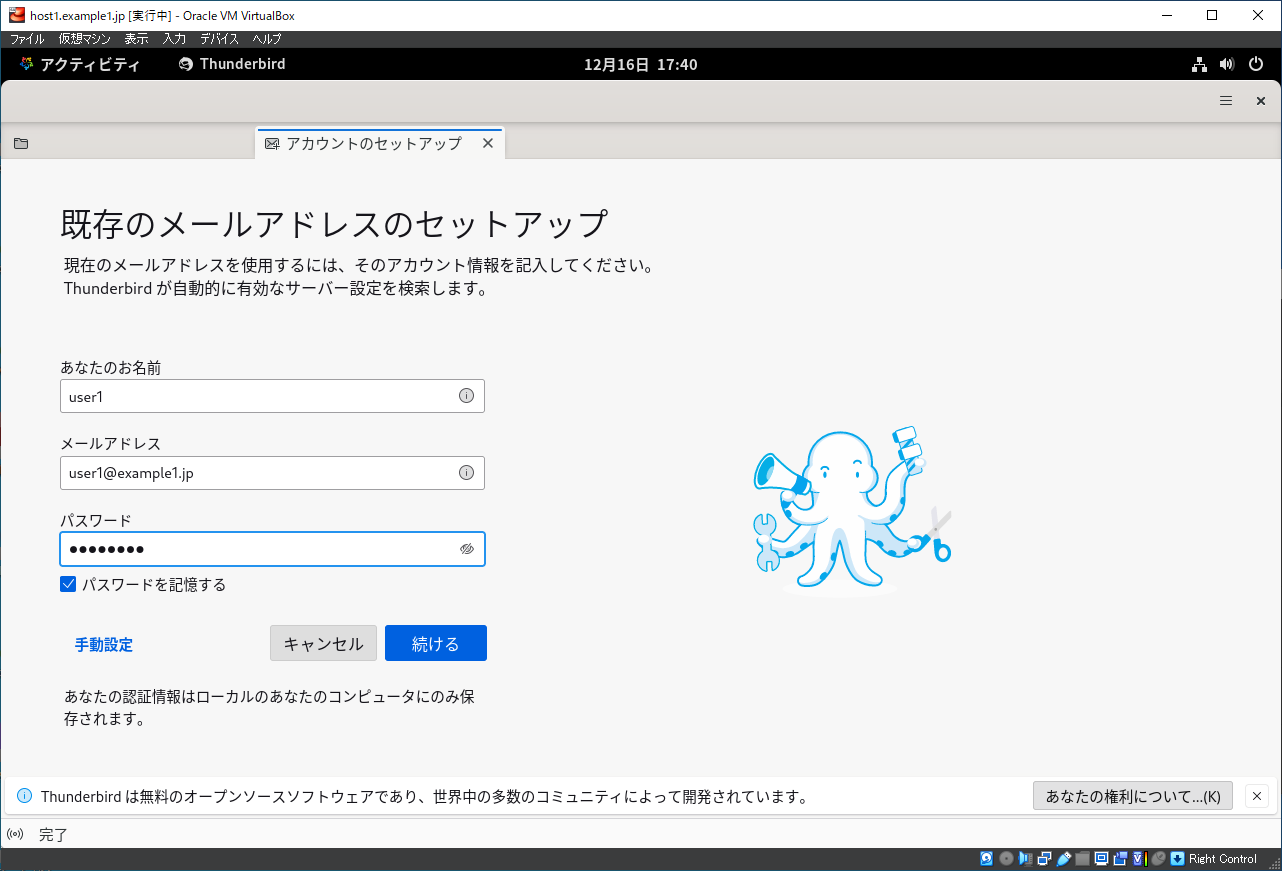 host1.example1.jp [実行中] - Oracle VM VirtualBox
ファイル 仮想マシン 表示 入力 デバイス ヘルプ
アクティビティ Thunderbird 12月16日 17:40
アカウントのセットアップ
既存のメールアドレスのセットアップ
現在のメールアドレスを使用するには、そのアカウント情報を記入してください。
Thunderbird が自動的に有効なサーバー設定を検索します。
あなたのお名前
user1
メールアドレス
user1@example1.jp
パスワード
●●●●●●●●
パスワードを記憶する
手動設定 キャンセル 続ける
あなたの認証情報はローカルのあなたのコンピュータにのみ保
存されます。
Thunderbird は無料のオープンソースソフトウェアであり、世界中の多数のコミュニティによって開発されています。 あなたの権利について...(K)
完了
Right Control